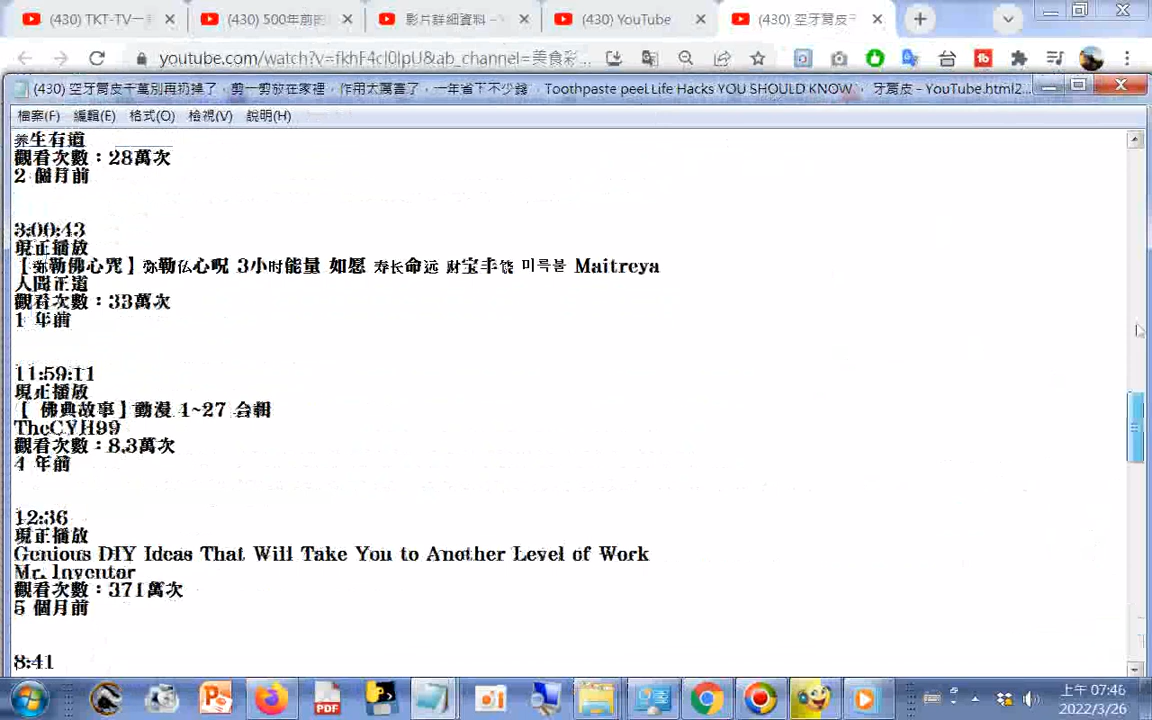 (430) TKT-TV一
(430) 500年前
影片詳細資料 -
(430) YouTube
(430) 空牙膏皮千
youtube.com/watch?v=fkhF4cl0lpU&ab_channel=美食彩...
(430) 空牙膏皮千萬別再扔掉了，剪一剪放在家裡，作用太厲害了，一年省下不少錢，Toothpaste peel Life Hacks YOU SHOULD KNOW， 牙膏皮 - YouTube.html2...
檔案(F) 編輯(E) 格式(O) 檢視(V) 說明(H)
养生有道
觀看次數：28萬次
2 個月前
3:00:43
現正播放
【弥勒佛心咒】弥勒仏心呪 3小时能量 如愿 寿长命远 财宝丰饶 미륵불 Maitreya
人間正道
觀看次數：33萬次
1 年前
11:59:11
現正播放
【 佛典故事】動漫 1~27 合輯
TheCYH99
觀看次數：8.3萬次
4 年前
12:36
現正播放
Genious DIY Ideas That Will Take You to Another Level of Work
Mr. Inventor
觀看次數：371萬次
5 個月前
8:41
上午 07:46
2022/3/26